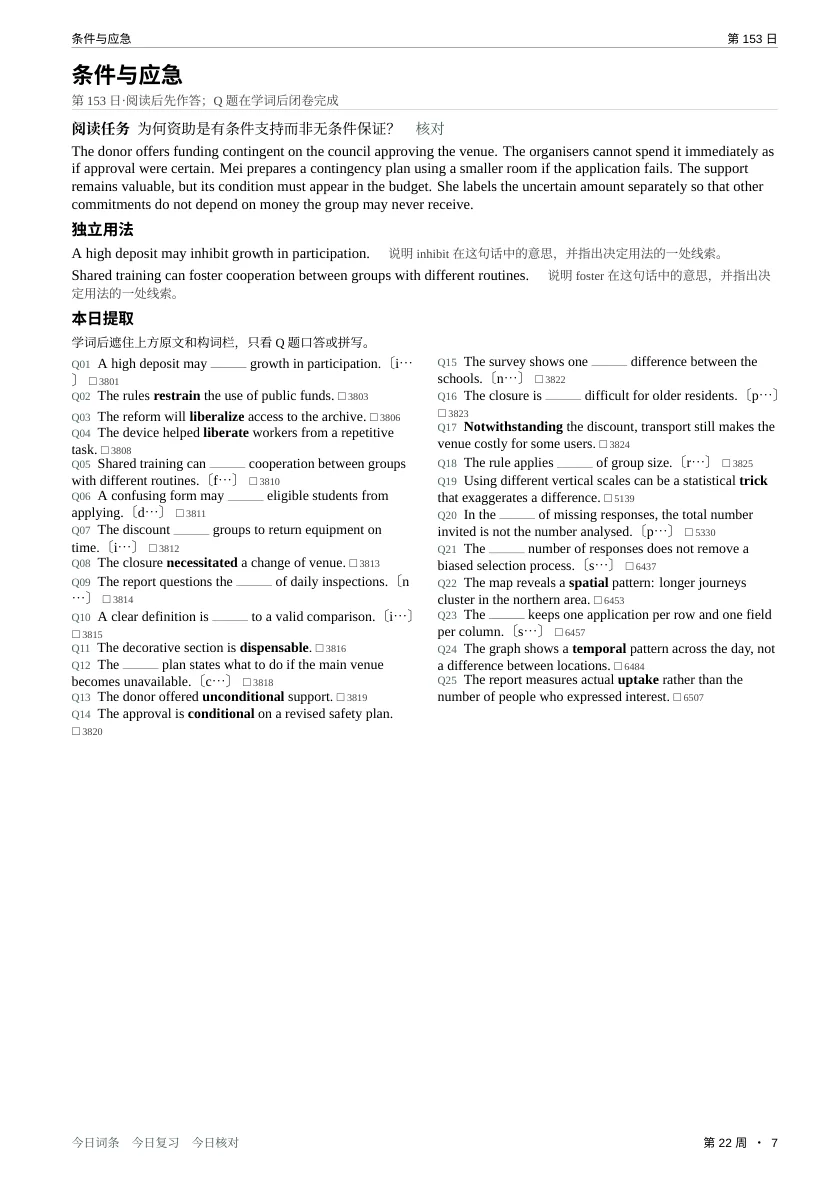 条件与应急
第 153 日
条件与应急
第 153 日·阅读后先作答；Q 题在学词后闭卷完成
阅读任务 为何资助是有条件支持而非无条件保证？ 核对
The donor offers funding contingent on the council approving the venue. The organisers cannot spend it immediately as
if approval were certain. Mei prepares a contingency plan using a smaller room if the application fails. The support
remains valuable, but its condition must appear in the budget. She labels the uncertain amount separately so that other
commitments do not depend on money the group may never receive.
独立用法
A high deposit may inhibit growth in participation. 说明 inhibit 在这句话中的意思，并指出决定用法的一处线索。
Shared training can foster cooperation between groups with different routines. 说明 foster 在这句话中的意思，并指出决
定用法的一处线索。
本日提取
学词后遮住上方原文和构词栏，只看 Q 题口答或拼写。
Q01 A high deposit may _____ growth in participation.〔i···
〕 □ 3801
Q02 The rules restrain the use of public funds. □ 3803
Q03 The reform will liberalize access to the archive. □ 3806
Q04 The device helped liberate workers from a repetitive
task. □ 3808
Q05 Shared training can _____ cooperation between groups
with different routines.〔f···〕 □ 3810
Q06 A confusing form may _____ eligible students from
applying.〔d···〕 □ 3811
Q07 The discount _____ groups to return equipment on
time.〔i···〕 □ 3812
Q08 The closure necessitated a change of venue. □ 3813
Q09 The report questions the _____ of daily inspections.〔n
···〕 □ 3814
Q10 A clear definition is _____ to a valid comparison.〔i···〕
□ 3815
Q11 The decorative section is dispensable. □ 3816
Q12 The _____ plan states what to do if the main venue
becomes unavailable.〔c···〕 □ 3818
Q13 The donor offered unconditional support. □ 3819
Q14 The approval is conditional on a revised safety plan.
□ 3820
Q15 The survey shows one _____ difference between the
schools.〔n···〕 □ 3822
Q16 The closure is _____ difficult for older residents.〔p···〕
□ 3823
Q17 Notwithstanding the discount, transport still makes the
venue costly for some users. □ 3824
Q18 The rule applies _____ of group size.〔r···〕 □ 3825
Q19 Using different vertical scales can be a statistical trick
that exaggerates a difference. □ 5139
Q20 In the _____ of missing responses, the total number
invited is not the number analysed.〔p···〕 □ 5330
Q21 The _____ number of responses does not remove a
biased selection process.〔s···〕 □ 6437
Q22 The map reveals a spatial pattern: longer journeys
cluster in the northern area. □ 6453
Q23 The _____ keeps one application per row and one field
per column.〔s···〕 □ 6457
Q24 The graph shows a temporal pattern across the day, not
a difference between locations. □ 6484
Q25 The report measures actual uptake rather than the
number of people who expressed interest. □ 6507
今日词条 今日复习 今日核对
第 22 周 · 7